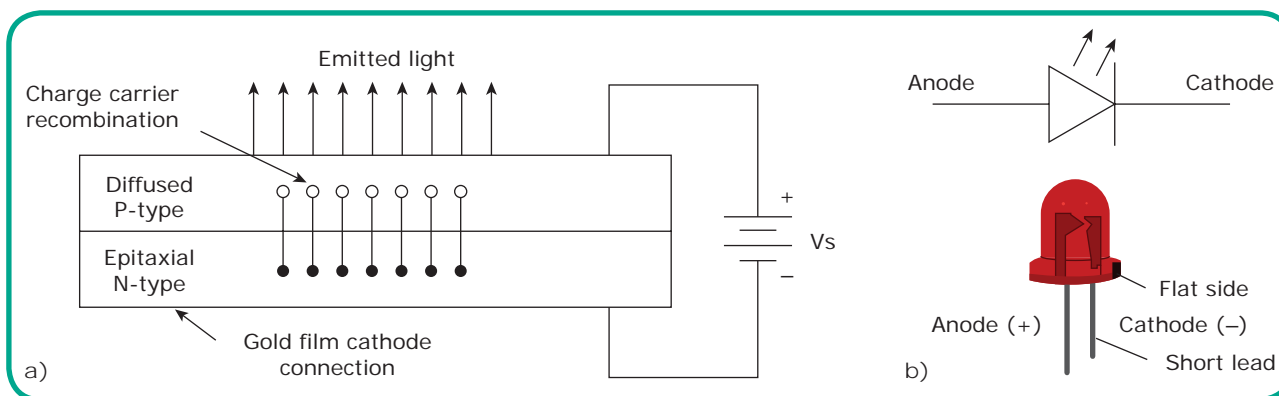 Emitted light
Charge carrier
recombination
Diffused
P-type
Epitaxial
N-type
Gold film cathode
connection
+
Vs
–
a)
Anode
Cathode
Flat side
Anode (+)
Cathode (–)
Short lead
b)